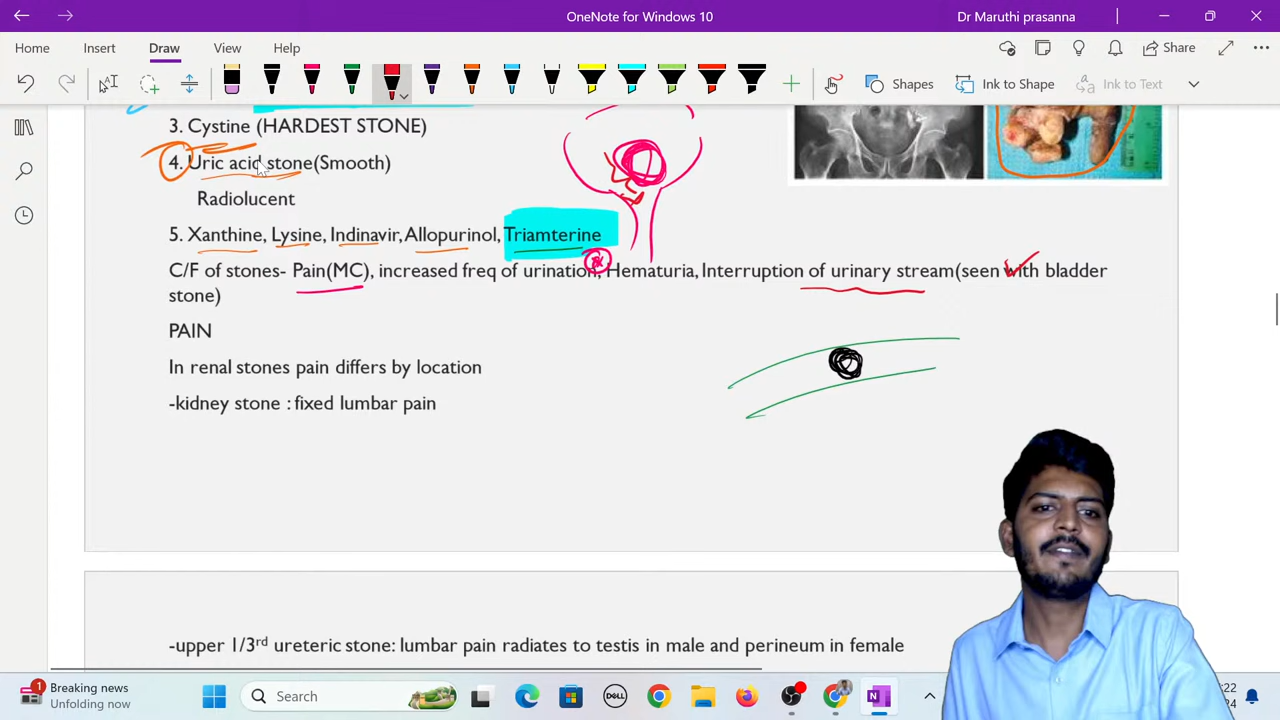 OneNote for Windows 10
Dr Maruthi prasanna
Home Insert Draw View Help
Share
Shapes
Ink to Shape
Ink to Text
3. Cystine (HARDEST STONE)
4. Uric acid stone(Smooth)
Radiolucent
5. Xanthine, Lysine, Indinavir, Allopurinol, Triamterine
C/F of stones- Pain(MC), increased freq of urination, Hematuria, Interruption of urinary stream(seen with bladder
stone)
PAIN
In renal stones pain differs by location
-kidney stone : fixed lumbar pain
-upper 1/3rd ureteric stone: lumbar pain radiates to testis in male and perineum in female
1
Breaking news
Unfolding now
Search
DELL